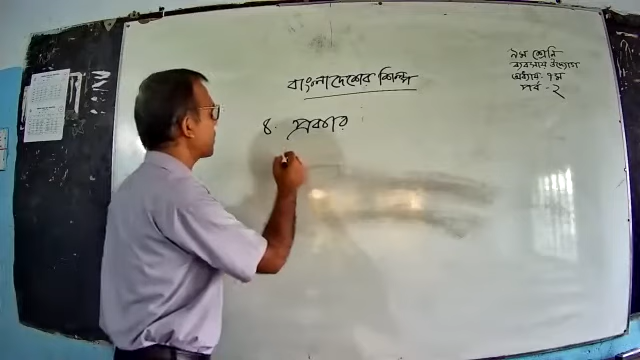 বাংলাদেশের শিল্প
৪. প্রকার
৯ম শ্রেনি
ব্যবসায় উদ্যোগ
অধ্যায় ৭ম
পর্ব - ২